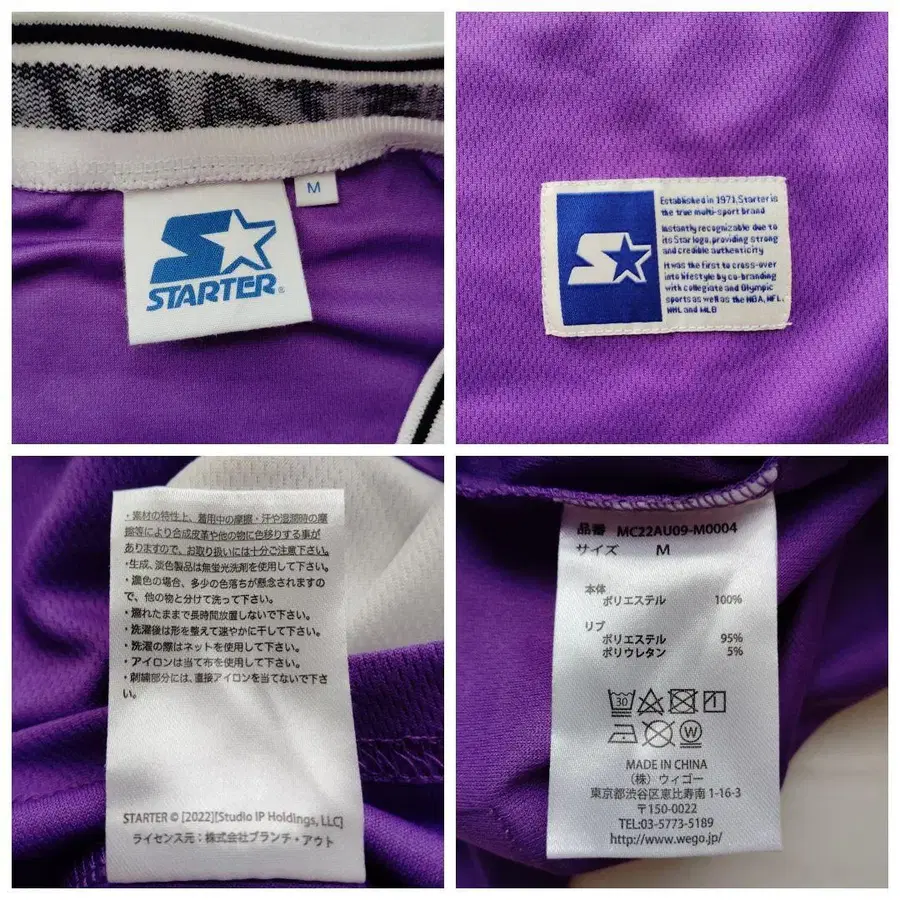 M
STARTER
Established in 1971, Starter is
the true multi-sport brand
Instantly recognizable due to
its Star logo, providing strong
and credible authenticity
It was the first to cross-over
into lifestyle by co-branding
with collegiate and Olympic
sports as well as the NBA, NFL,
NHL and MLB
・素材の特性上、着用中の摩擦・汗や湿潤時の摩
擦等により合成皮革や他の物に色移りする事が
ありますので、お取り扱いには十分ご注意下さい。
・生成、淡色製品は無蛍光洗剤を使用して下さい。
・濃色の場合、多少の色落ちが懸念されますの
で、他の物と分けて洗って下さい。
・濡れたままで長時間放置しないで下さい。
・洗濯後は形を整えて速やかに干して下さい。
・洗濯の際はネットを使用して下さい。
・アイロンは当て布を使用して下さい。
・刺繍部分には、直接アイロンを当てないで下さ
い。
STARTER © [2022][Studio IP Holdings, LLC]
ライセンス元：株式会社ブランチ・アウト
品番 MC22AU09-M0004
サイズ M
本体
ポリエステル 100%
リブ
ポリエステル 95%
ポリウレタン 5%
30
W
MADE IN CHINA
（株）ウィゴー
東京都渋谷区恵比寿南 1-16-3
〒150-0022
TEL:03-5773-5189
http://www.wego.jp/